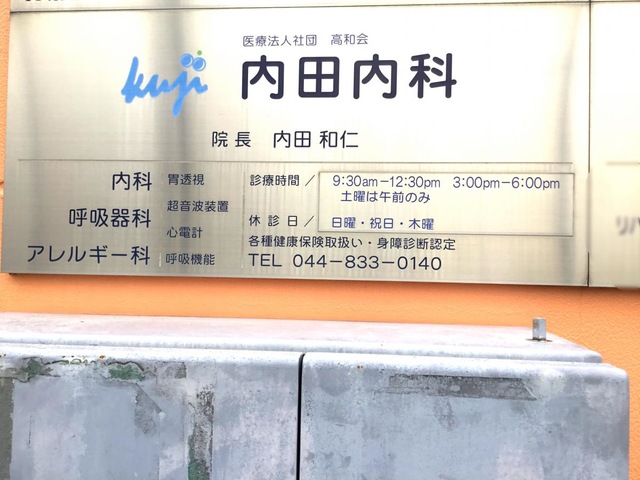 医療法人社団　高和会
kuji 内田内科
院長　内田 和仁
内科 胃透視
呼吸器科 超音波装置
心電計
アレルギー科 呼吸機能
診療時間／ 9:30am－12:30pm　3:00pm－6:00pm
土曜は午前のみ
休診日／ 日曜・祝日・木曜
各種健康保険取扱い・身障診断認定
TEL 044－833－0140
リハ